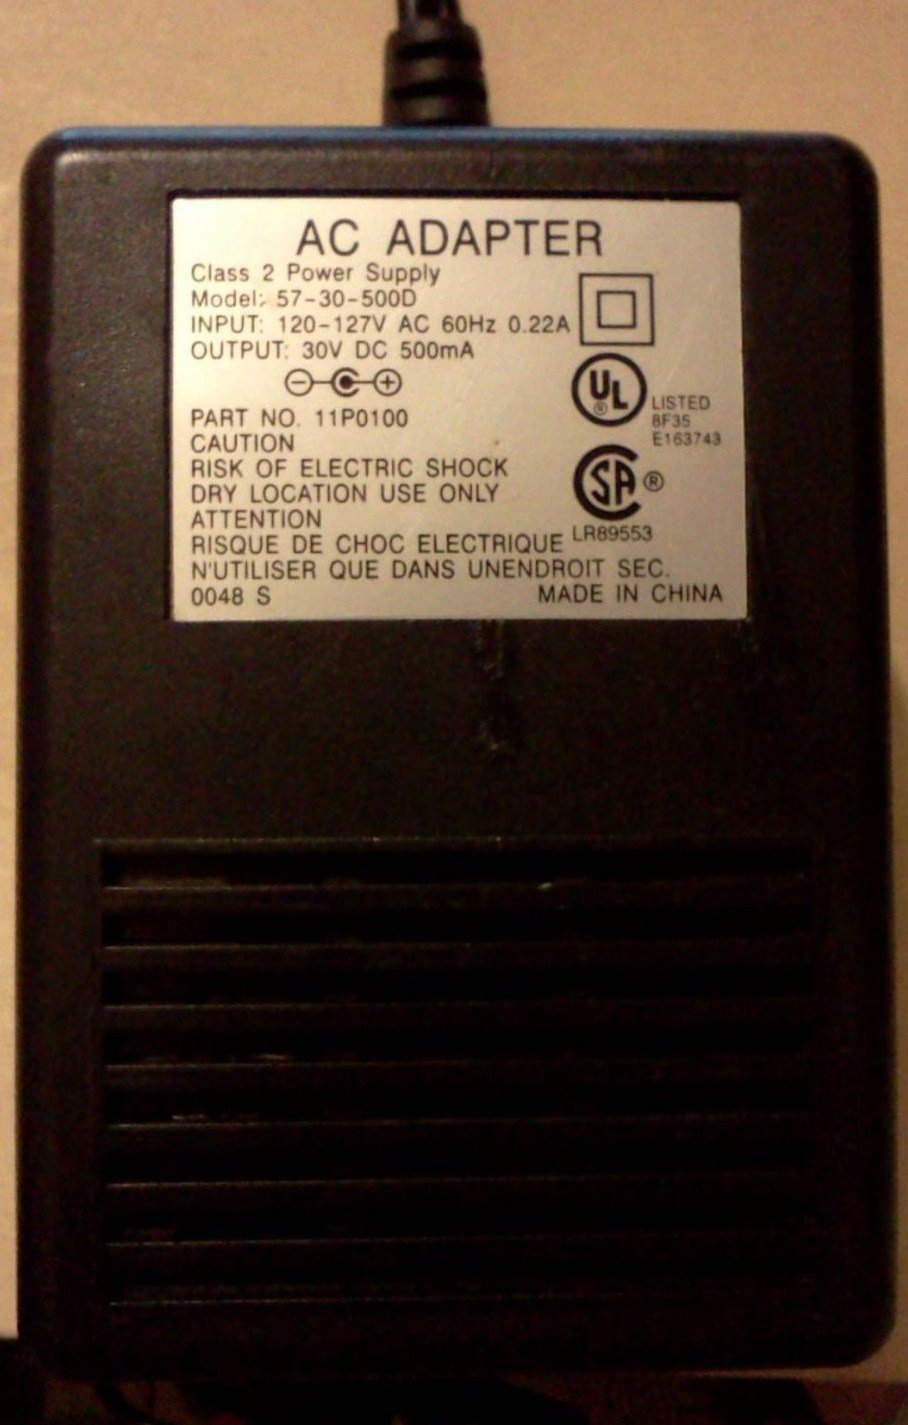 AC ADAPTER
Class 2 Power Supply
Model: 57-30-500D
INPUT: 120-127V AC 60Hz 0.22A
OUTPUT: 30V DC 500mA
PART NO. 11P0100
CAUTION
RISK OF ELECTRIC SHOCK
DRY LOCATION USE ONLY
ATTENTION
RISQUE DE CHOC ELECTRIQUE
N'UTILISER QUE DANS UNENDROIT SEC.
0048 S
MADE IN CHINA
UL ®
LISTED
8F35
E163743
SA ®
LR89553